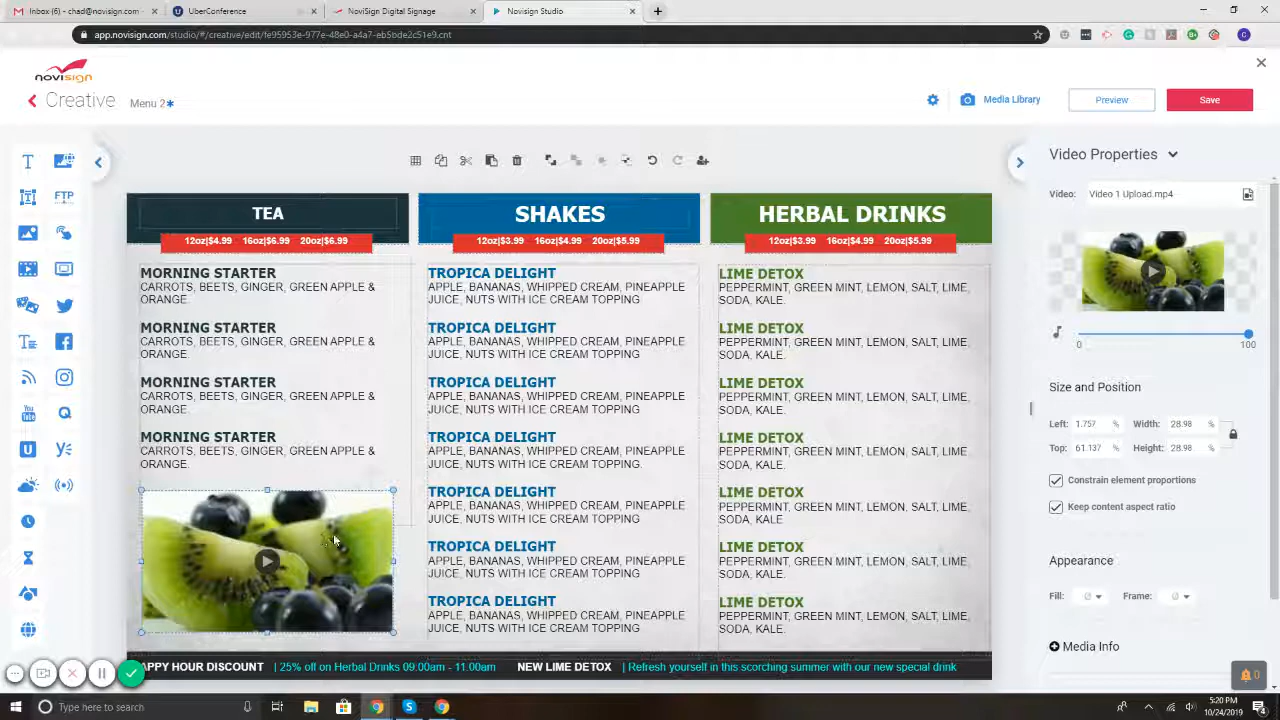 Inbox (6) - chad@novisign.com
UberConference
NoviSign Digital Signage
Novisign Studio
app.novisign.com/studio/#/creative/edit/fe95953e-977e-48e0-a4a7-eb5bde2c51e9.cnt
novisign
Creative
Menu 2*
Media Library
Preview
Save
TEA
SHAKES
HERBAL DRINKS
12oz|$4.99 16oz|$6.99 20oz|$6.99
12oz|$3.99 16oz|$4.99 20oz|$5.99
12oz|$3.99 16oz|$4.99 20oz|$5.99
MORNING STARTER
CARROTS, BEETS, GINGER, GREEN APPLE &
ORANGE.
MORNING STARTER
CARROTS, BEETS, GINGER, GREEN APPLE &
ORANGE.
MORNING STARTER
CARROTS, BEETS, GINGER, GREEN APPLE &
ORANGE.
MORNING STARTER
CARROTS, BEETS, GINGER, GREEN APPLE &
ORANGE.
TROPICA DELIGHT
APPLE, BANANAS, WHIPPED CREAM, PINEAPPLE
JUICE, NUTS WITH ICE CREAM TOPPING.
TROPICA DELIGHT
APPLE, BANANAS, WHIPPED CREAM, PINEAPPLE
JUICE, NUTS WITH ICE CREAM TOPPING
TROPICA DELIGHT
APPLE, BANANAS, WHIPPED CREAM, PINEAPPLE
JUICE, NUTS WITH ICE CREAM TOPPING
TROPICA DELIGHT
APPLE, BANANAS, WHIPPED CREAM, PINEAPPLE
JUICE, NUTS WITH ICE CREAM TOPPING.
TROPICA DELIGHT
APPLE, BANANAS, WHIPPED CREAM, PINEAPPLE
JUICE, NUTS WITH ICE CREAM TOPPING
TROPICA DELIGHT
APPLE, BANANAS, WHIPPED CREAM, PINEAPPLE
JUICE, NUTS WITH ICE CREAM TOPPING
TROPICA DELIGHT
APPLE, BANANAS, WHIPPED CREAM, PINEAPPLE
JUICE, NUTS WITH ICE CREAM TOPPING
LIME DETOX
PEPPERMINT, GREEN MINT, LEMON, SALT, LIME,
SODA, KALE.
LIME DETOX
PEPPERMINT, GREEN MINT, LEMON, SALT, LIME,
SODA, KALE.
LIME DETOX
PEPPERMINT, GREEN MINT, LEMON, SALT, LIME,
SODA, KALE.
LIME DETOX
PEPPERMINT, GREEN MINT, LEMON, SALT, LIME,
SODA, KALE.
LIME DETOX
PEPPERMINT, GREEN MINT, LEMON, SALT, LIME,
SODA, KALE
LIME DETOX
PEPPERMINT, GREEN MINT, LEMON, SALT, LIME,
SODA, KALE.
LIME DETOX
PEPPERMINT, GREEN MINT, LEMON, SALT, LIME,
SODA, KALE.
APPY HOUR DISCOUNT | 25% off on Herbal Drinks 09:00am - 11:00am NEW LIME DETOX | Refresh yourself in this scorching summer with our new special drink
Video Properties
Video: Video 1 Upload.mp4
0 100
Size and Position
Left: 1.757 % Width: 28.98 %
Top: 61.137 % Height: 28.98 %
Constrain element proportions
Keep content aspect ratio
Appearance
Fill: Frame:
Media Info
0
FTP
You
Type here to search
5:20 PM
10/24/2019